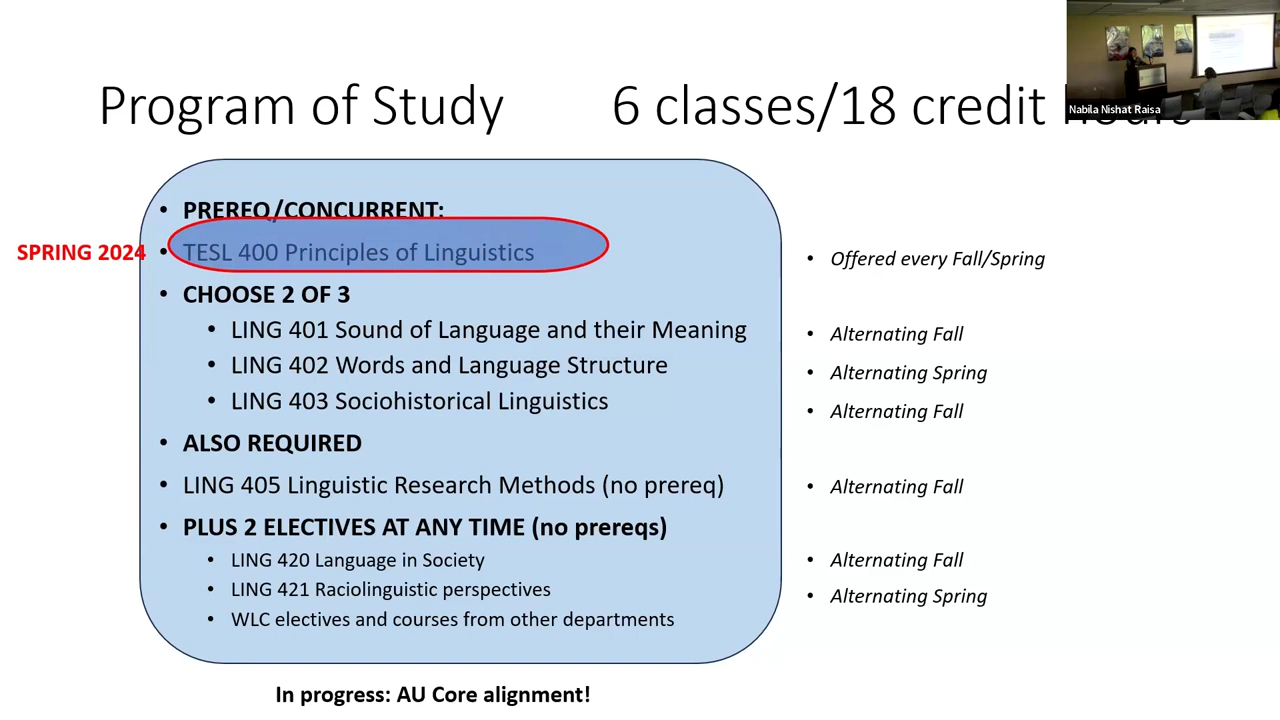 Program of Study 6 classes/18 credit hours
Nabila Nishat Raisa
• PREREQ/CONCURRENT:
SPRING 2024 • TESL 400 Principles of Linguistics • Offered every Fall/Spring
• CHOOSE 2 OF 3
• LING 401 Sound of Language and their Meaning • Alternating Fall
• LING 402 Words and Language Structure • Alternating Spring
• LING 403 Sociohistorical Linguistics • Alternating Fall
• ALSO REQUIRED
• LING 405 Linguistic Research Methods (no prereq) • Alternating Fall
• PLUS 2 ELECTIVES AT ANY TIME (no prereqs)
• LING 420 Language in Society • Alternating Fall
• LING 421 Raciolinguistic perspectives • Alternating Spring
• WLC electives and courses from other departments
In progress: AU Core alignment!